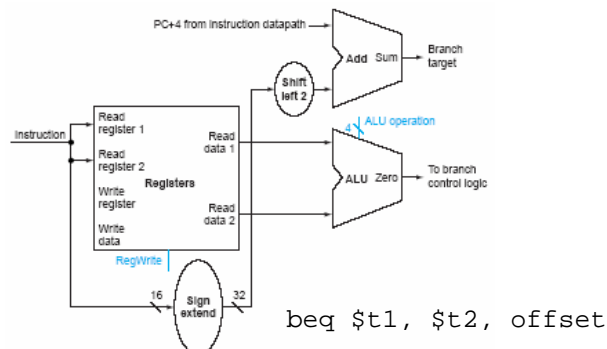 PC+4 from instruction datapath
Add Sum
Branch
target
Shift
left 2
Instruction
Read
register 1
Read
register 2
Write
register
Write
data
Registers
Read
data 1
Read
data 2
RegWrite
4
ALU operation
ALU Zero
To branch
control logic
16
Sign
extend
32
beq $t1, $t2, offset